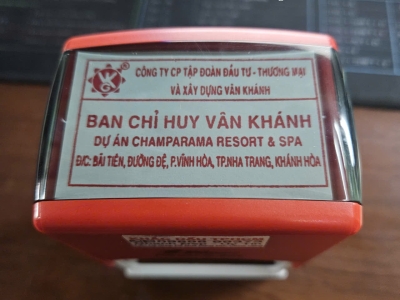 CÔNG TY CP TẬP ĐOÀN ĐẦU TƯ - THƯƠNG MẠI
VÀ XÂY DỰNG VÂN KHÁNH
BAN CHỈ HUY VÂN KHÁNH
DỰ ÁN CHAMPARAMA RESORT & SPA
Đ/C: BÃI TIÊN, ĐƯỜNG ĐỆ, P.VĨNH HÒA, TP.NHA TRANG, KHÁNH HÒA